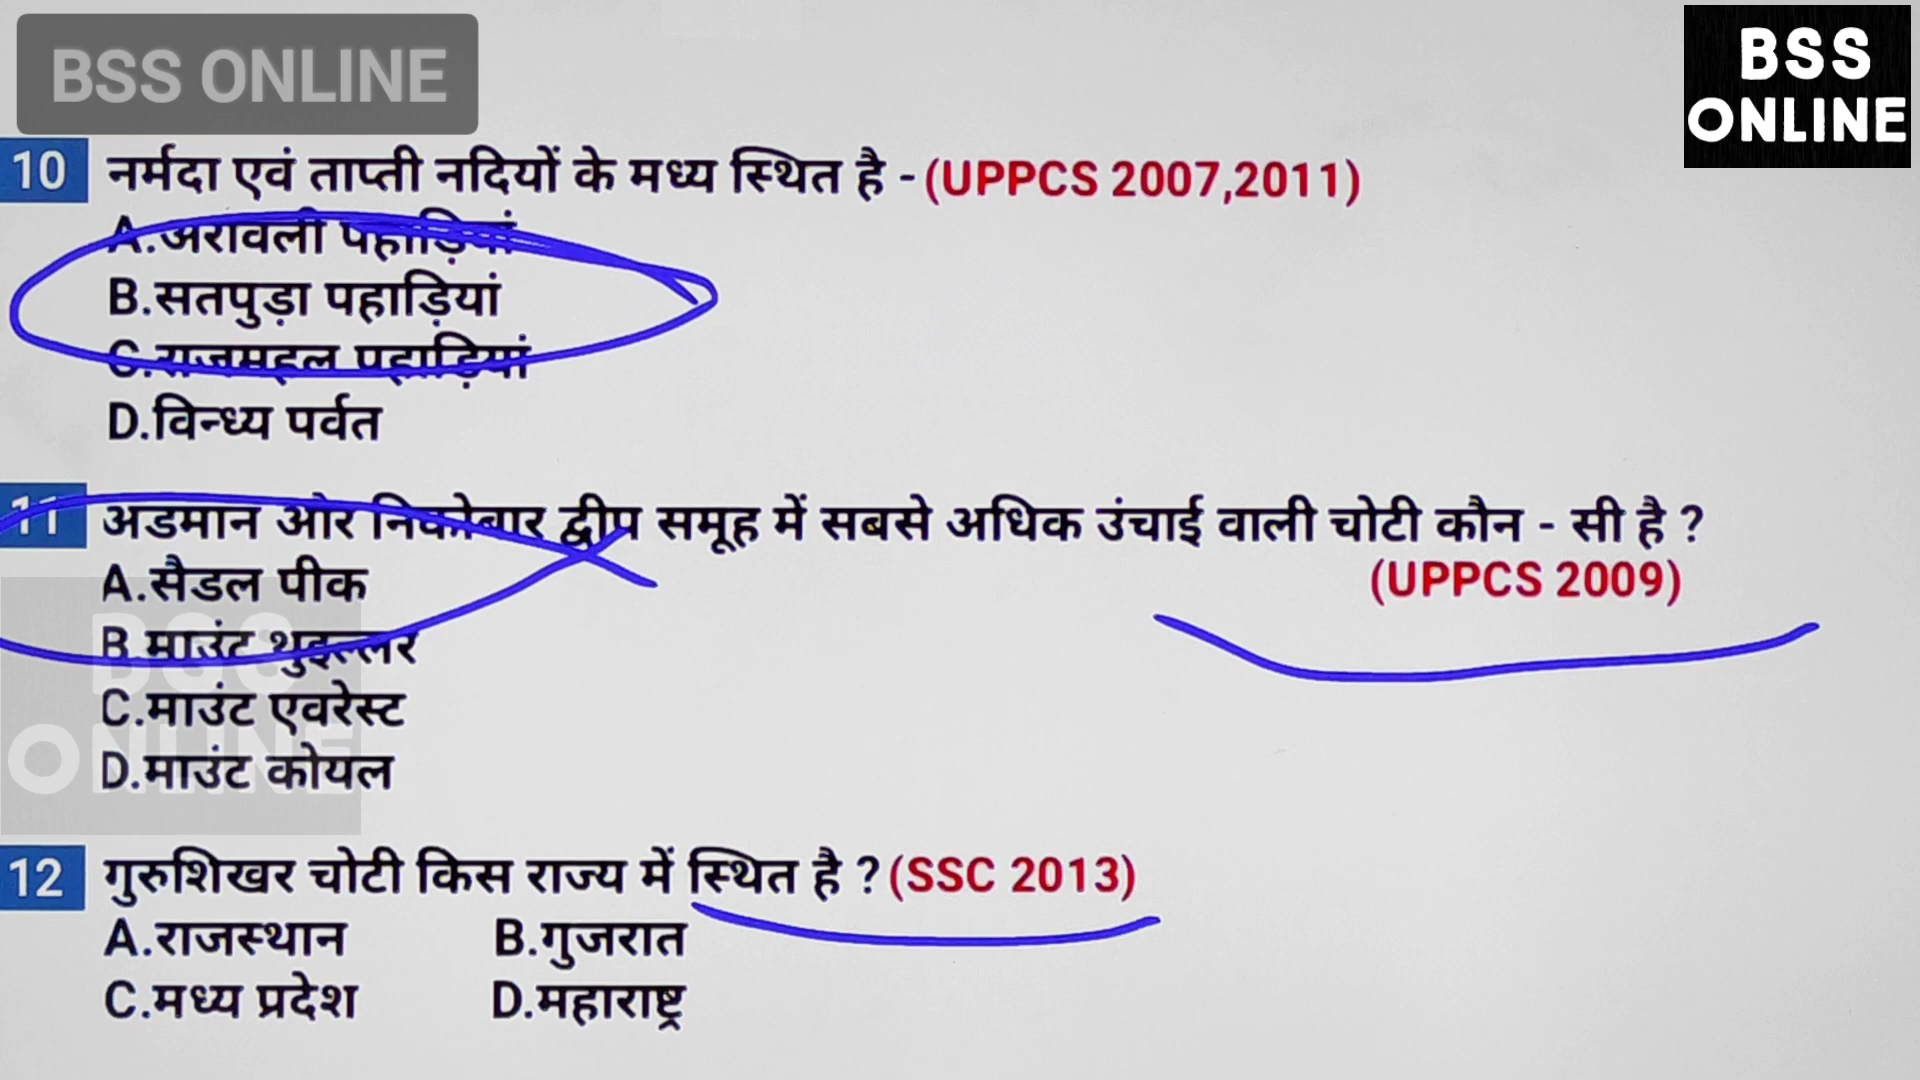 BSS ONLINE
BSS
ONLINE
10 नर्मदा एवं ताप्ती नदियों के मध्य स्थित है - (UPPCS 2007,2011)
A.अरावली पहाड़ियां
B.सतपुड़ा पहाड़ियां
C.राजमहल पहाड़ियां
D.विन्ध्य पर्वत
11 अडमान और निकोबार द्वीप समूह में सबसे अधिक उंचाई वाली चोटी कौन - सी है ?
(UPPCS 2009)
A.सैडल पीक
B.माउंट थुइल्लर
C.माउंट एवरेस्ट
D.माउंट कोयल
BSS
ONLINE
12 गुरुशिखर चोटी किस राज्य में स्थित है ? (SSC 2013)
A.राजस्थान B.गुजरात
C.मध्य प्रदेश D.महाराष्ट्र